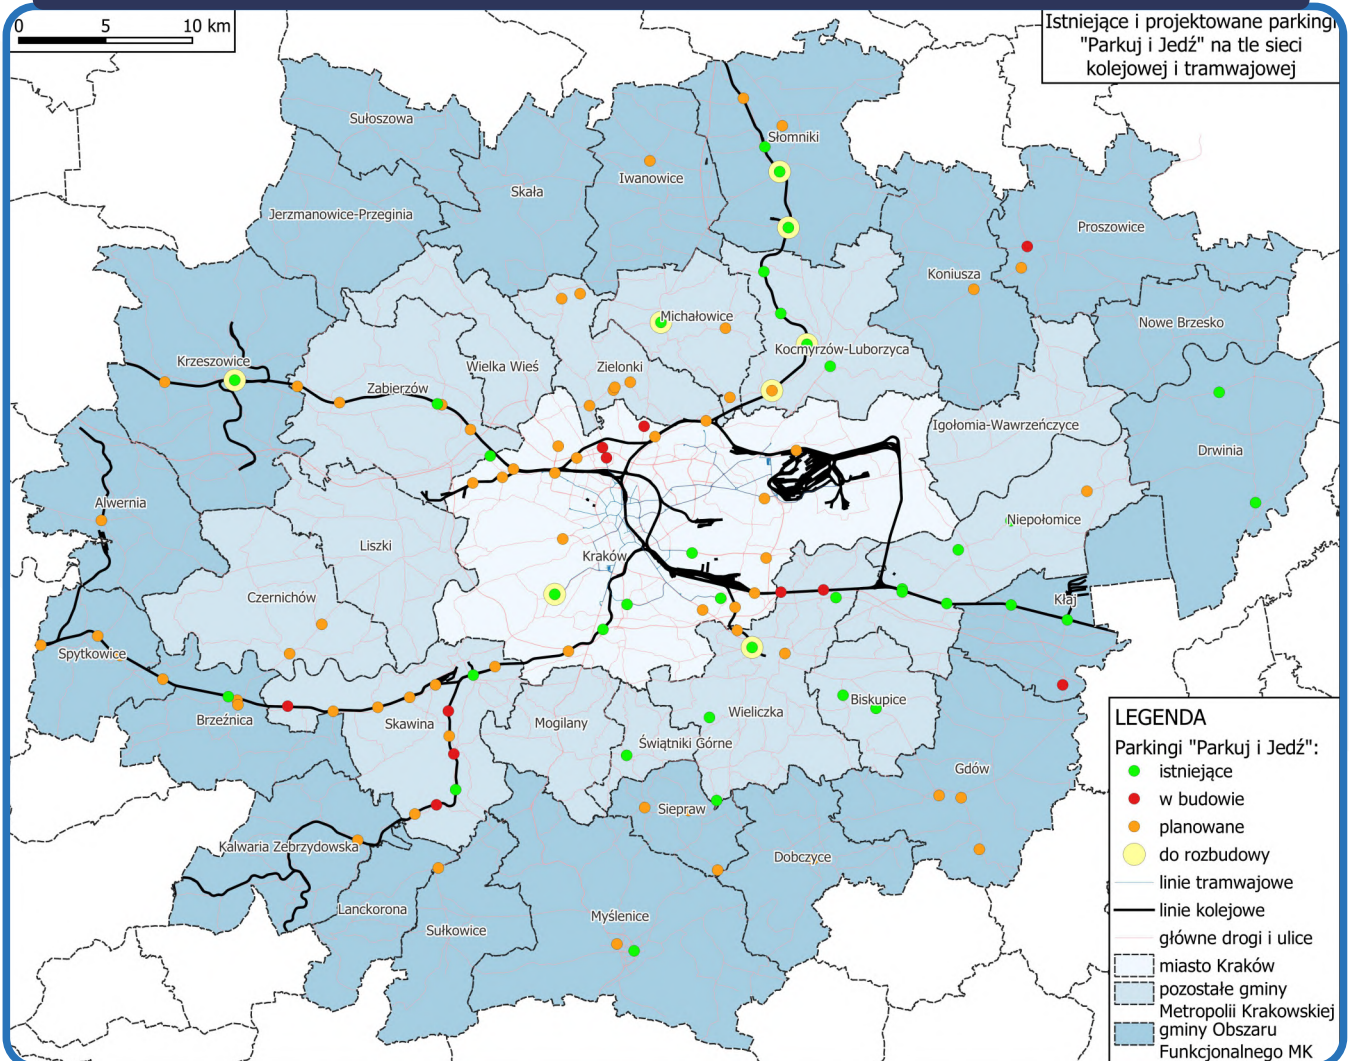 0 5 10 km
Istniejące i projektowane parkingi
"Parkuj i Jedź" na tle sieci
kolejowej i tramwajowej
Sułoszowa
Słomniki
Iwanowice
Skała
Jerzmanowice-Przeginia
Proszowice
Koniusza
Michałowice
Nowe Brzesko
Kocmyrzów-Luborzyca
Krzeszowice
Wielka Wieś
Zielonki
Zabierzów
Igołomia-Wawrzeńczyce
Drwinia
Alwernia
Niepołomice
Liszki
Kraków
Czernichów
Kłaj
Spytkowice
Biskupice
Brzeźnica
Skawina
Mogilany
Wieliczka
Świątniki Górne
Gdów
Siepraw
Kalwaria Zebrzydowska
Dobczyce
Lanckorona
Myślenice
Sułkowice
LEGENDA
Parkingi "Parkuj i Jedź":
istniejące
w budowie
planowane
do rozbudowy
linie tramwajowe
linie kolejowe
główne drogi i ulice
miasto Kraków
pozostałe gminy
Metropolii Krakowskiej
gminy Obszaru
Funkcjonalnego MK